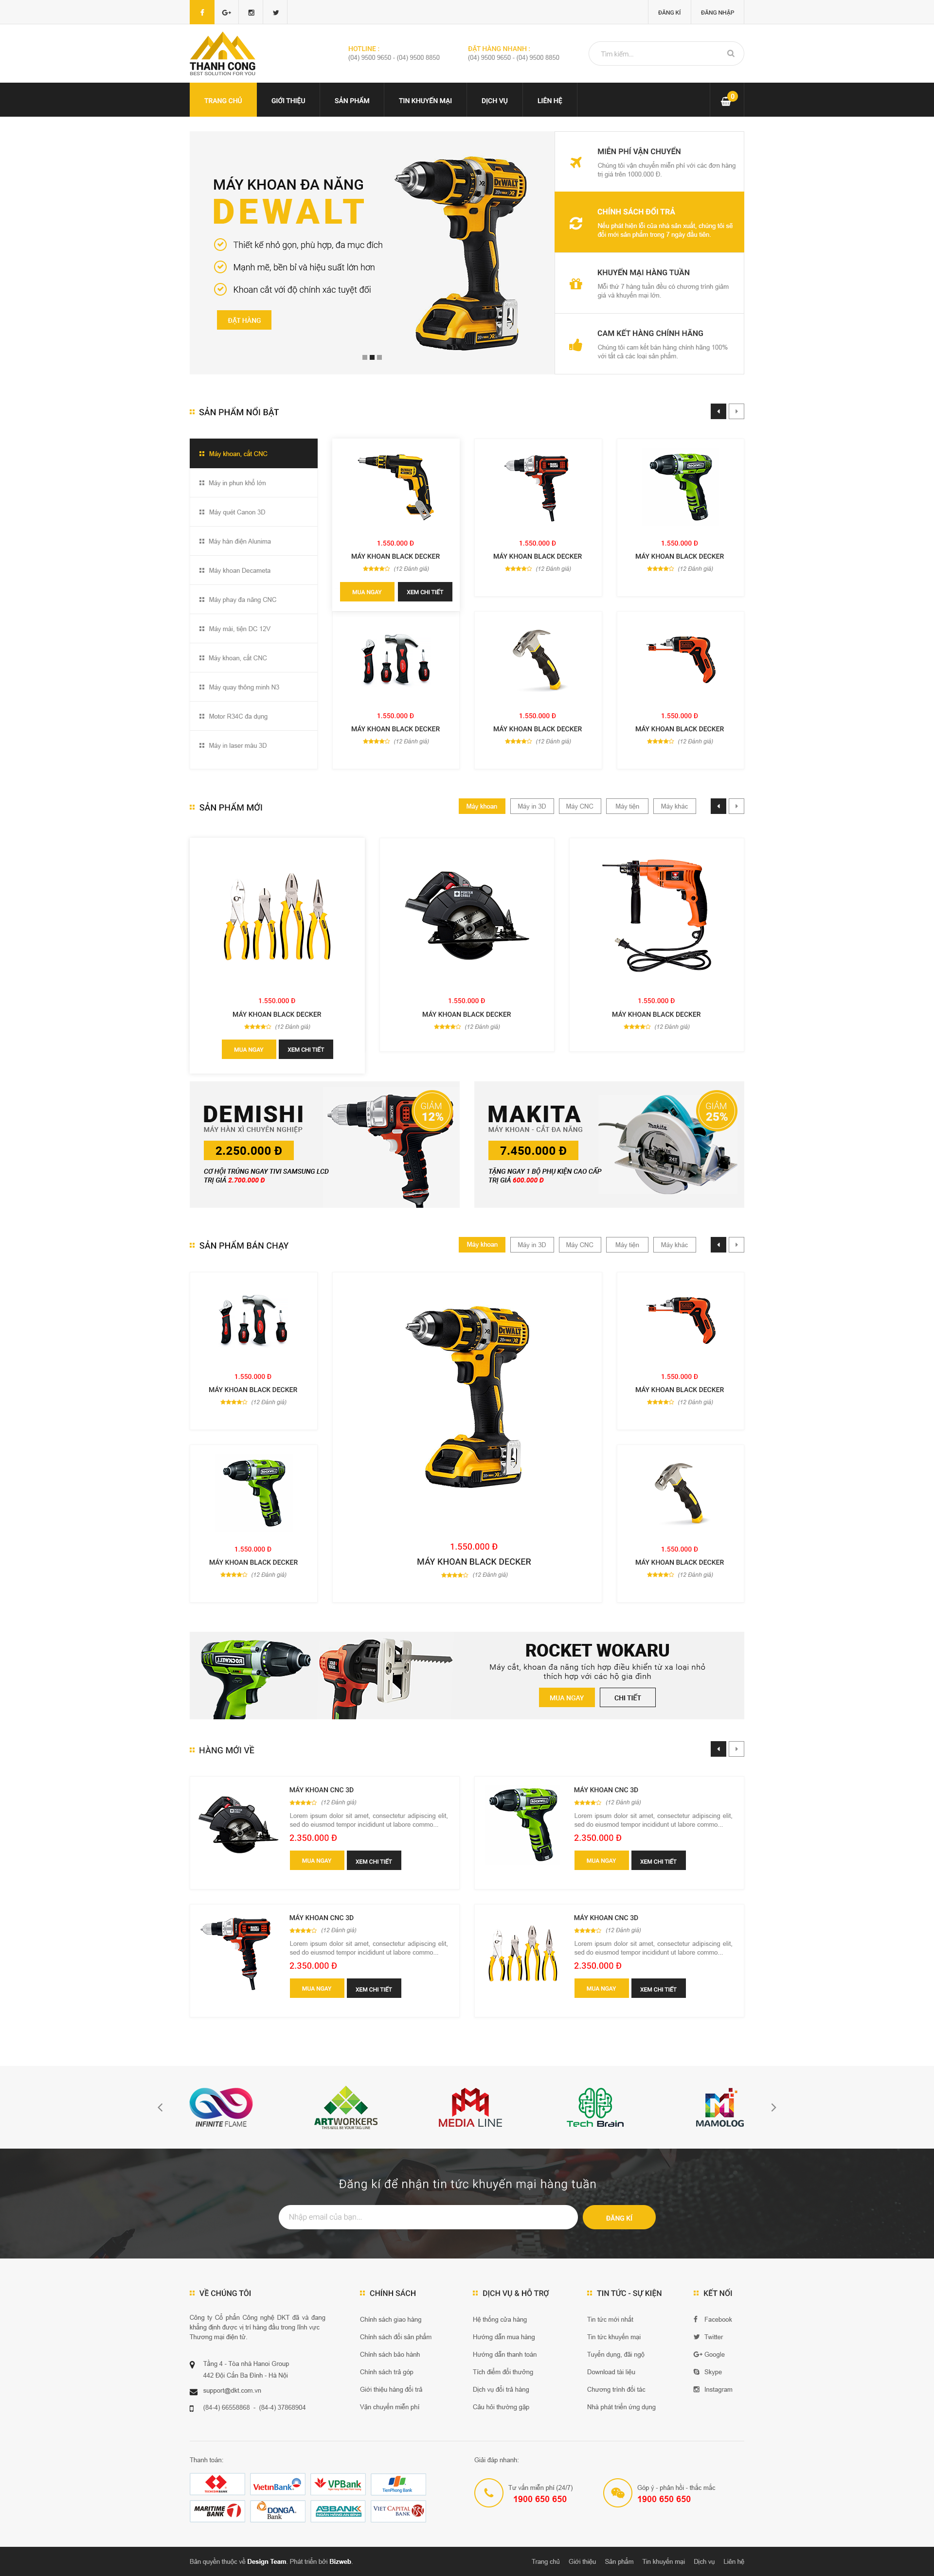 ĐĂNG KÍ
ĐĂNG NHẬP
THANH CONG
BEST SOLUTION FOR YOU
HOTLINE :
(04) 9500 9650 - (04) 9500 8850
ĐẶT HÀNG NHANH :
(04) 9500 9650 - (04) 9500 8850
Tìm kiếm...
TRANG CHỦ
GIỚI THIỆU
SẢN PHẨM
TIN KHUYẾN MẠI
DỊCH VỤ
LIÊN HỆ
0
MÁY KHOAN ĐA NĂNG
DEWALT
Thiết kế nhỏ gọn, phù hợp, đa mục đích
Mạnh mẽ, bền bỉ và hiệu suất lớn hơn
Khoan cắt với độ chính xác tuyệt đối
ĐẶT HÀNG
MIỄN PHÍ VẬN CHUYỂN
Chúng tôi vận chuyển miễn phí với các đơn hàng
trị giá trên 1000.000 Đ.
CHÍNH SÁCH ĐỔI TRẢ
Nếu phát hiện lỗi của nhà sản xuất, chúng tôi sẽ
đổi mới sản phẩm trong 7 ngày đầu tiên.
KHUYẾN MẠI HÀNG TUẦN
Mỗi thứ 7 hàng tuần đều có chương trình giảm
giá và khuyến mại lớn.
CAM KẾT HÀNG CHÍNH HÃNG
Chúng tôi cam kết bán hàng chính hãng 100%
với tất cả các loại sản phẩm.
SẢN PHẨM NỔI BẬT
Máy khoan, cắt CNC
Máy in phun khổ lớn
Máy quét Canon 3D
Máy hàn điện Alunima
Máy khoan Decameta
Máy phay đa năng CNC
Máy mài, tiện DC 12V
Máy khoan, cắt CNC
Máy quay thông minh N3
Motor R34C đa dụng
Máy in laser màu 3D
1.550.000 Đ
MÁY KHOAN BLACK DECKER
(12 Đánh giá)
MUA NGAY
XEM CHI TIẾT
1.550.000 Đ
MÁY KHOAN BLACK DECKER
(12 Đánh giá)
1.550.000 Đ
MÁY KHOAN BLACK DECKER
(12 Đánh giá)
1.550.000 Đ
MÁY KHOAN BLACK DECKER
(12 Đánh giá)
1.550.000 Đ
MÁY KHOAN BLACK DECKER
(12 Đánh giá)
1.550.000 Đ
MÁY KHOAN BLACK DECKER
(12 Đánh giá)
SẢN PHẨM MỚI
Máy khoan
Máy in 3D
Máy CNC
Máy tiện
Máy khác
1.550.000 Đ
MÁY KHOAN BLACK DECKER
(12 Đánh giá)
MUA NGAY
XEM CHI TIẾT
1.550.000 Đ
MÁY KHOAN BLACK DECKER
(12 Đánh giá)
1.550.000 Đ
MÁY KHOAN BLACK DECKER
(12 Đánh giá)
DEMISHI
MÁY HÀN XÌ CHUYÊN NGHIỆP
2.250.000 Đ
CƠ HỘI TRÚNG NGAY TIVI SAMSUNG LCD
TRỊ GIÁ 2.700.000 Đ
GIẢM
12%
MAKITA
MÁY KHOAN - CẮT ĐA NĂNG
7.450.000 Đ
TẶNG NGAY 1 BỘ PHỤ KIỆN CAO CẤP
TRỊ GIÁ 600.000 Đ
GIẢM
25%
SẢN PHẨM BÁN CHẠY
Máy khoan
Máy in 3D
Máy CNC
Máy tiện
Máy khác
1.550.000 Đ
MÁY KHOAN BLACK DECKER
(12 Đánh giá)
1.550.000 Đ
MÁY KHOAN BLACK DECKER
(12 Đánh giá)
1.550.000 Đ
MÁY KHOAN BLACK DECKER
(12 Đánh giá)
1.550.000 Đ
MÁY KHOAN BLACK DECKER
(12 Đánh giá)
1.550.000 Đ
MÁY KHOAN BLACK DECKER
(12 Đánh giá)
ROCKET WOKARU
Máy cắt, khoan đa năng tích hợp điều khiển từ xa loại nhỏ
thích hợp với các hộ gia đình
MUA NGAY
CHI TIẾT
HÀNG MỚI VỀ
MÁY KHOAN CNC 3D
(12 Đánh giá)
Lorem ipsum dolor sit amet, consectetur adipiscing elit,
sed do eiusmod tempor incididunt ut labore commo...
2.350.000 Đ
MUA NGAY
XEM CHI TIẾT
MÁY KHOAN CNC 3D
(12 Đánh giá)
Lorem ipsum dolor sit amet, consectetur adipiscing elit,
sed do eiusmod tempor incididunt ut labore commo...
2.350.000 Đ
MUA NGAY
XEM CHI TIẾT
MÁY KHOAN CNC 3D
(12 Đánh giá)
Lorem ipsum dolor sit amet, consectetur adipiscing elit,
sed do eiusmod tempor incididunt ut labore commo...
2.350.000 Đ
MUA NGAY
XEM CHI TIẾT
MÁY KHOAN CNC 3D
(12 Đánh giá)
Lorem ipsum dolor sit amet, consectetur adipiscing elit,
sed do eiusmod tempor incididunt ut labore commo...
2.350.000 Đ
MUA NGAY
XEM CHI TIẾT
INFINITE FLAME
ARTWORKERS
THIS WILL BE YOUR TAG LINE
MEDIA LINE
Tech Brain
MAMOLOG
Đăng kí để nhận tin tức khuyến mại hàng tuần
Nhập email của bạn...
ĐĂNG KÍ
VỀ CHÚNG TÔI
Công ty Cổ phần Công nghệ DKT đã và đang
khẳng định được vị trí hàng đầu trong lĩnh vực
Thương mại điện tử.
Tầng 4 - Tòa nhà Hanoi Group
442 Đội Cấn Ba Đình - Hà Nội
support@dkt.com.vn
(84-4) 66558868 - (84-4) 37868904
CHÍNH SÁCH
Chính sách giao hàng
Chính sách đổi sản phẩm
Chính sách bảo hành
Chính sách trả góp
Giới thiệu hàng đổi trả
Vận chuyển miễn phí
DỊCH VỤ & HỖ TRỢ
Hệ thống cửa hàng
Hướng dẫn mua hàng
Hướng dẫn thanh toán
Tích điểm đổi thưởng
Dịch vụ đổi trả hàng
Câu hỏi thường gặp
TIN TỨC - SỰ KIỆN
Tin tức mới nhất
Tin tức khuyến mại
Tuyển dụng, đãi ngộ
Download tài liệu
Chương trình đối tác
Nhà phát triển ứng dụng
KẾT NỐI
Facebook
Twitter
Google
Skype
Instagram
Thanh toán:
VietinBank
VPBank
TienPhong Bank
MARITIME BANK
DONGA Bank
ABBANK
VIET CAPITAL BANK
Giải đáp nhanh:
Tư vấn miễn phí (24/7)
1900 650 650
Góp ý - phản hồi - thắc mắc
1900 650 650
Bản quyền thuộc về Design Team. Phát triển bởi Bizweb.
Trang chủ
Giới thiệu
Sản phẩm
Tin khuyến mại
Dịch vụ
Liên hệ